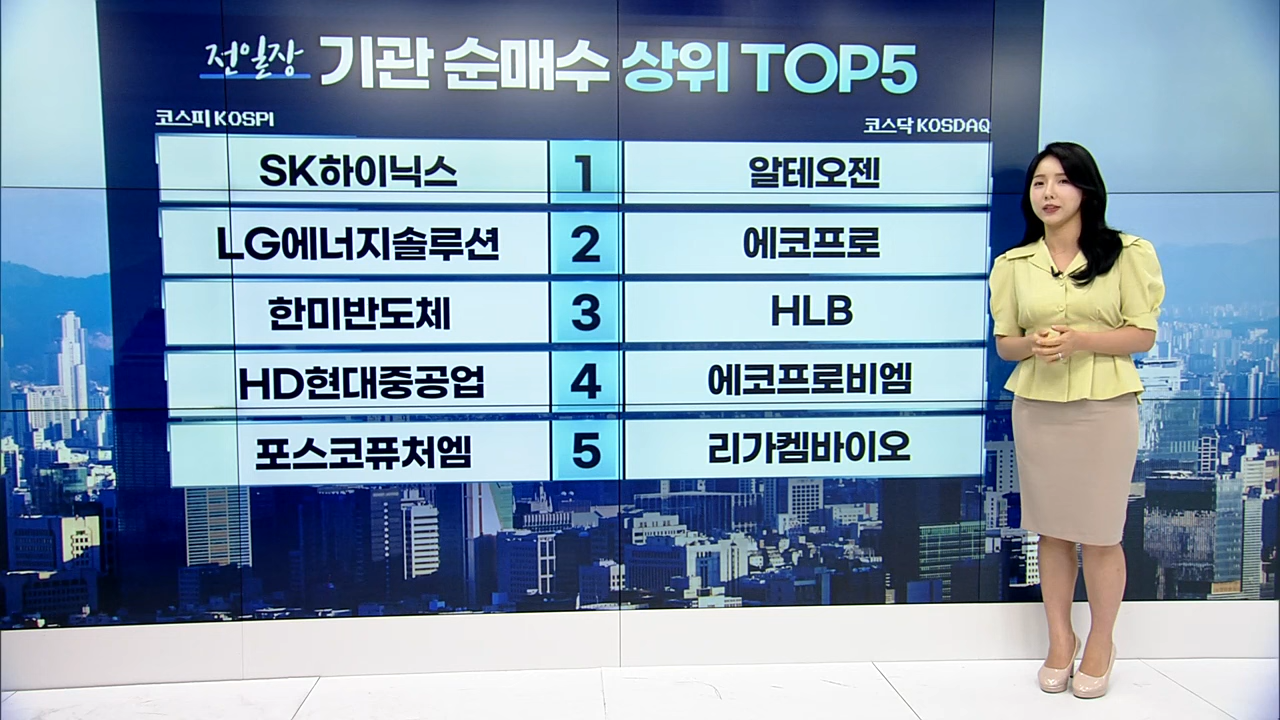 전일장 기관 순매수 상위 TOP5
코스피 KOSPI
코스닥 KOSDAQ
SK하이닉스 1 알테오젠
LG에너지솔루션 2 에코프로
한미반도체 3 HLB
HD현대중공업 4 에코프로비엠
포스코퓨처엠 5 리가켐바이오